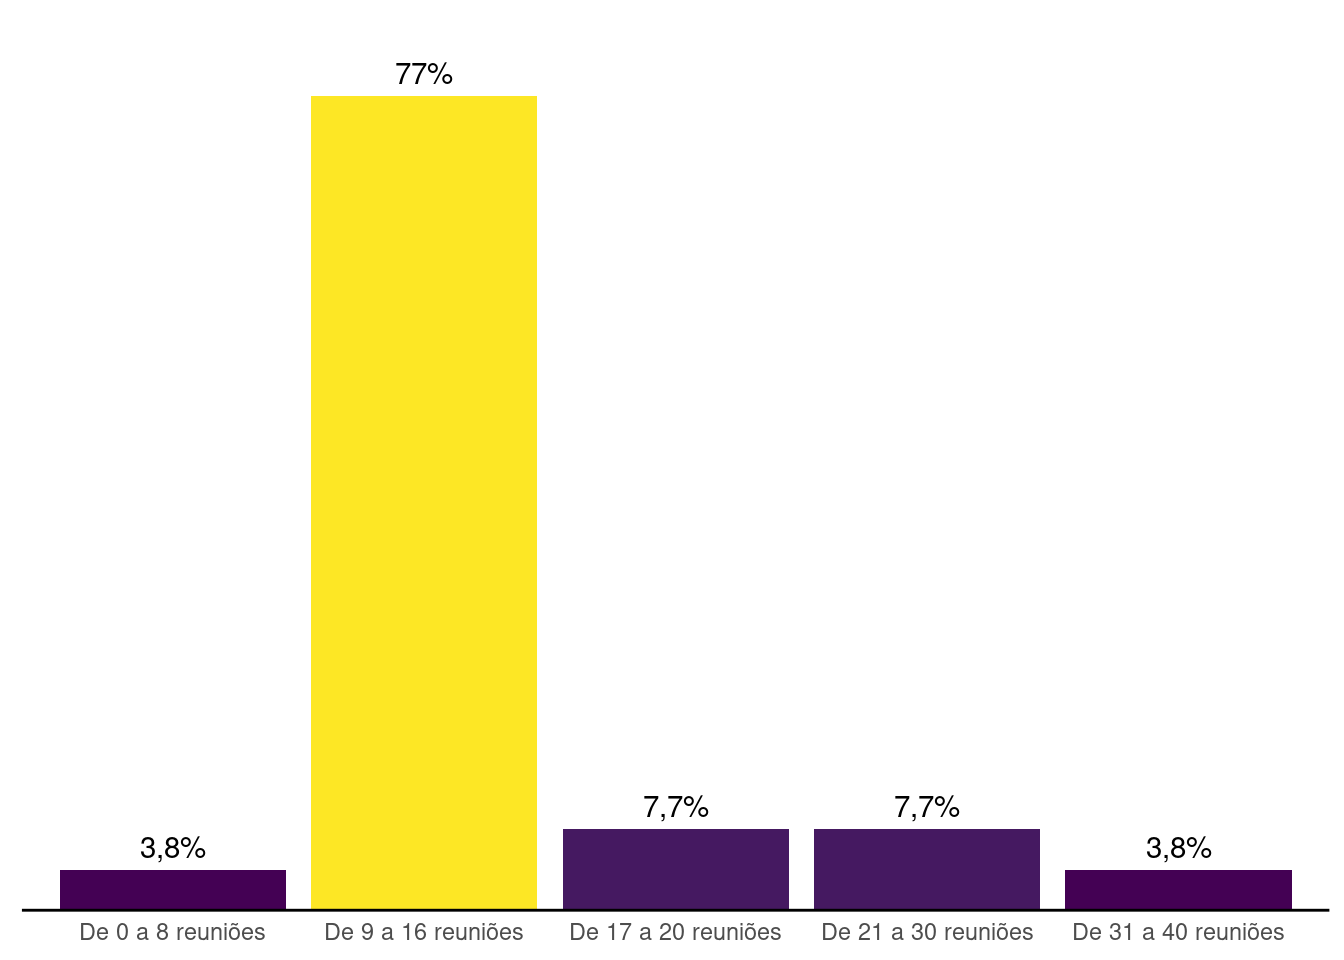 77%
7,7%
7,7%
3,8%
3,8%
De 0 a 8 reuniões
De 9 a 16 reuniões
De 17 a 20 reuniões
De 21 a 30 reuniões
De 31 a 40 reuniões